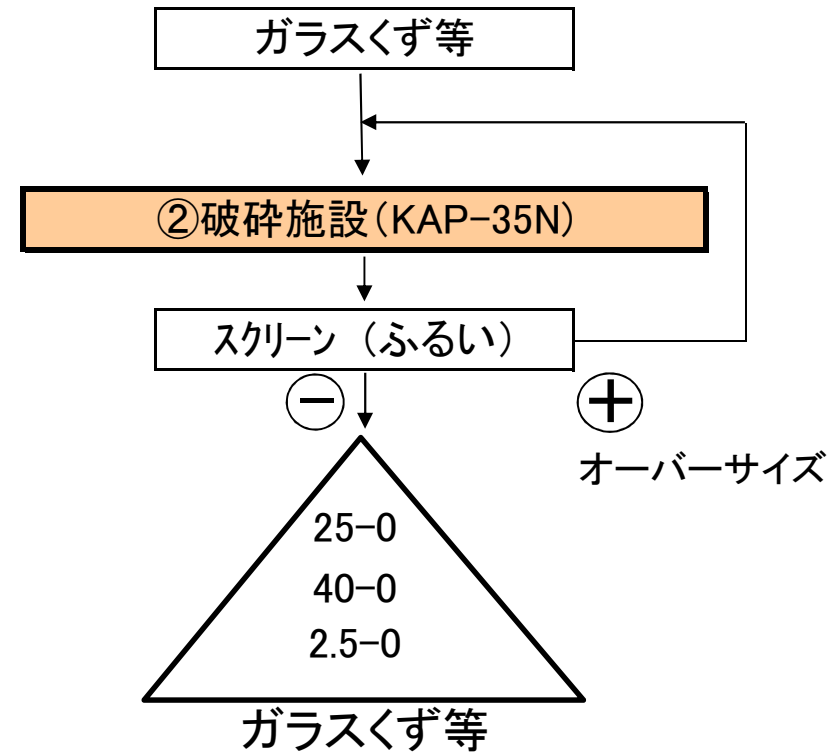 ガラスくず等
②破砕施設(KAP-35N)
スクリーン (ふるい)
－ ＋
オーバーサイズ
25-0
40-0
2.5-0
ガラスくず等